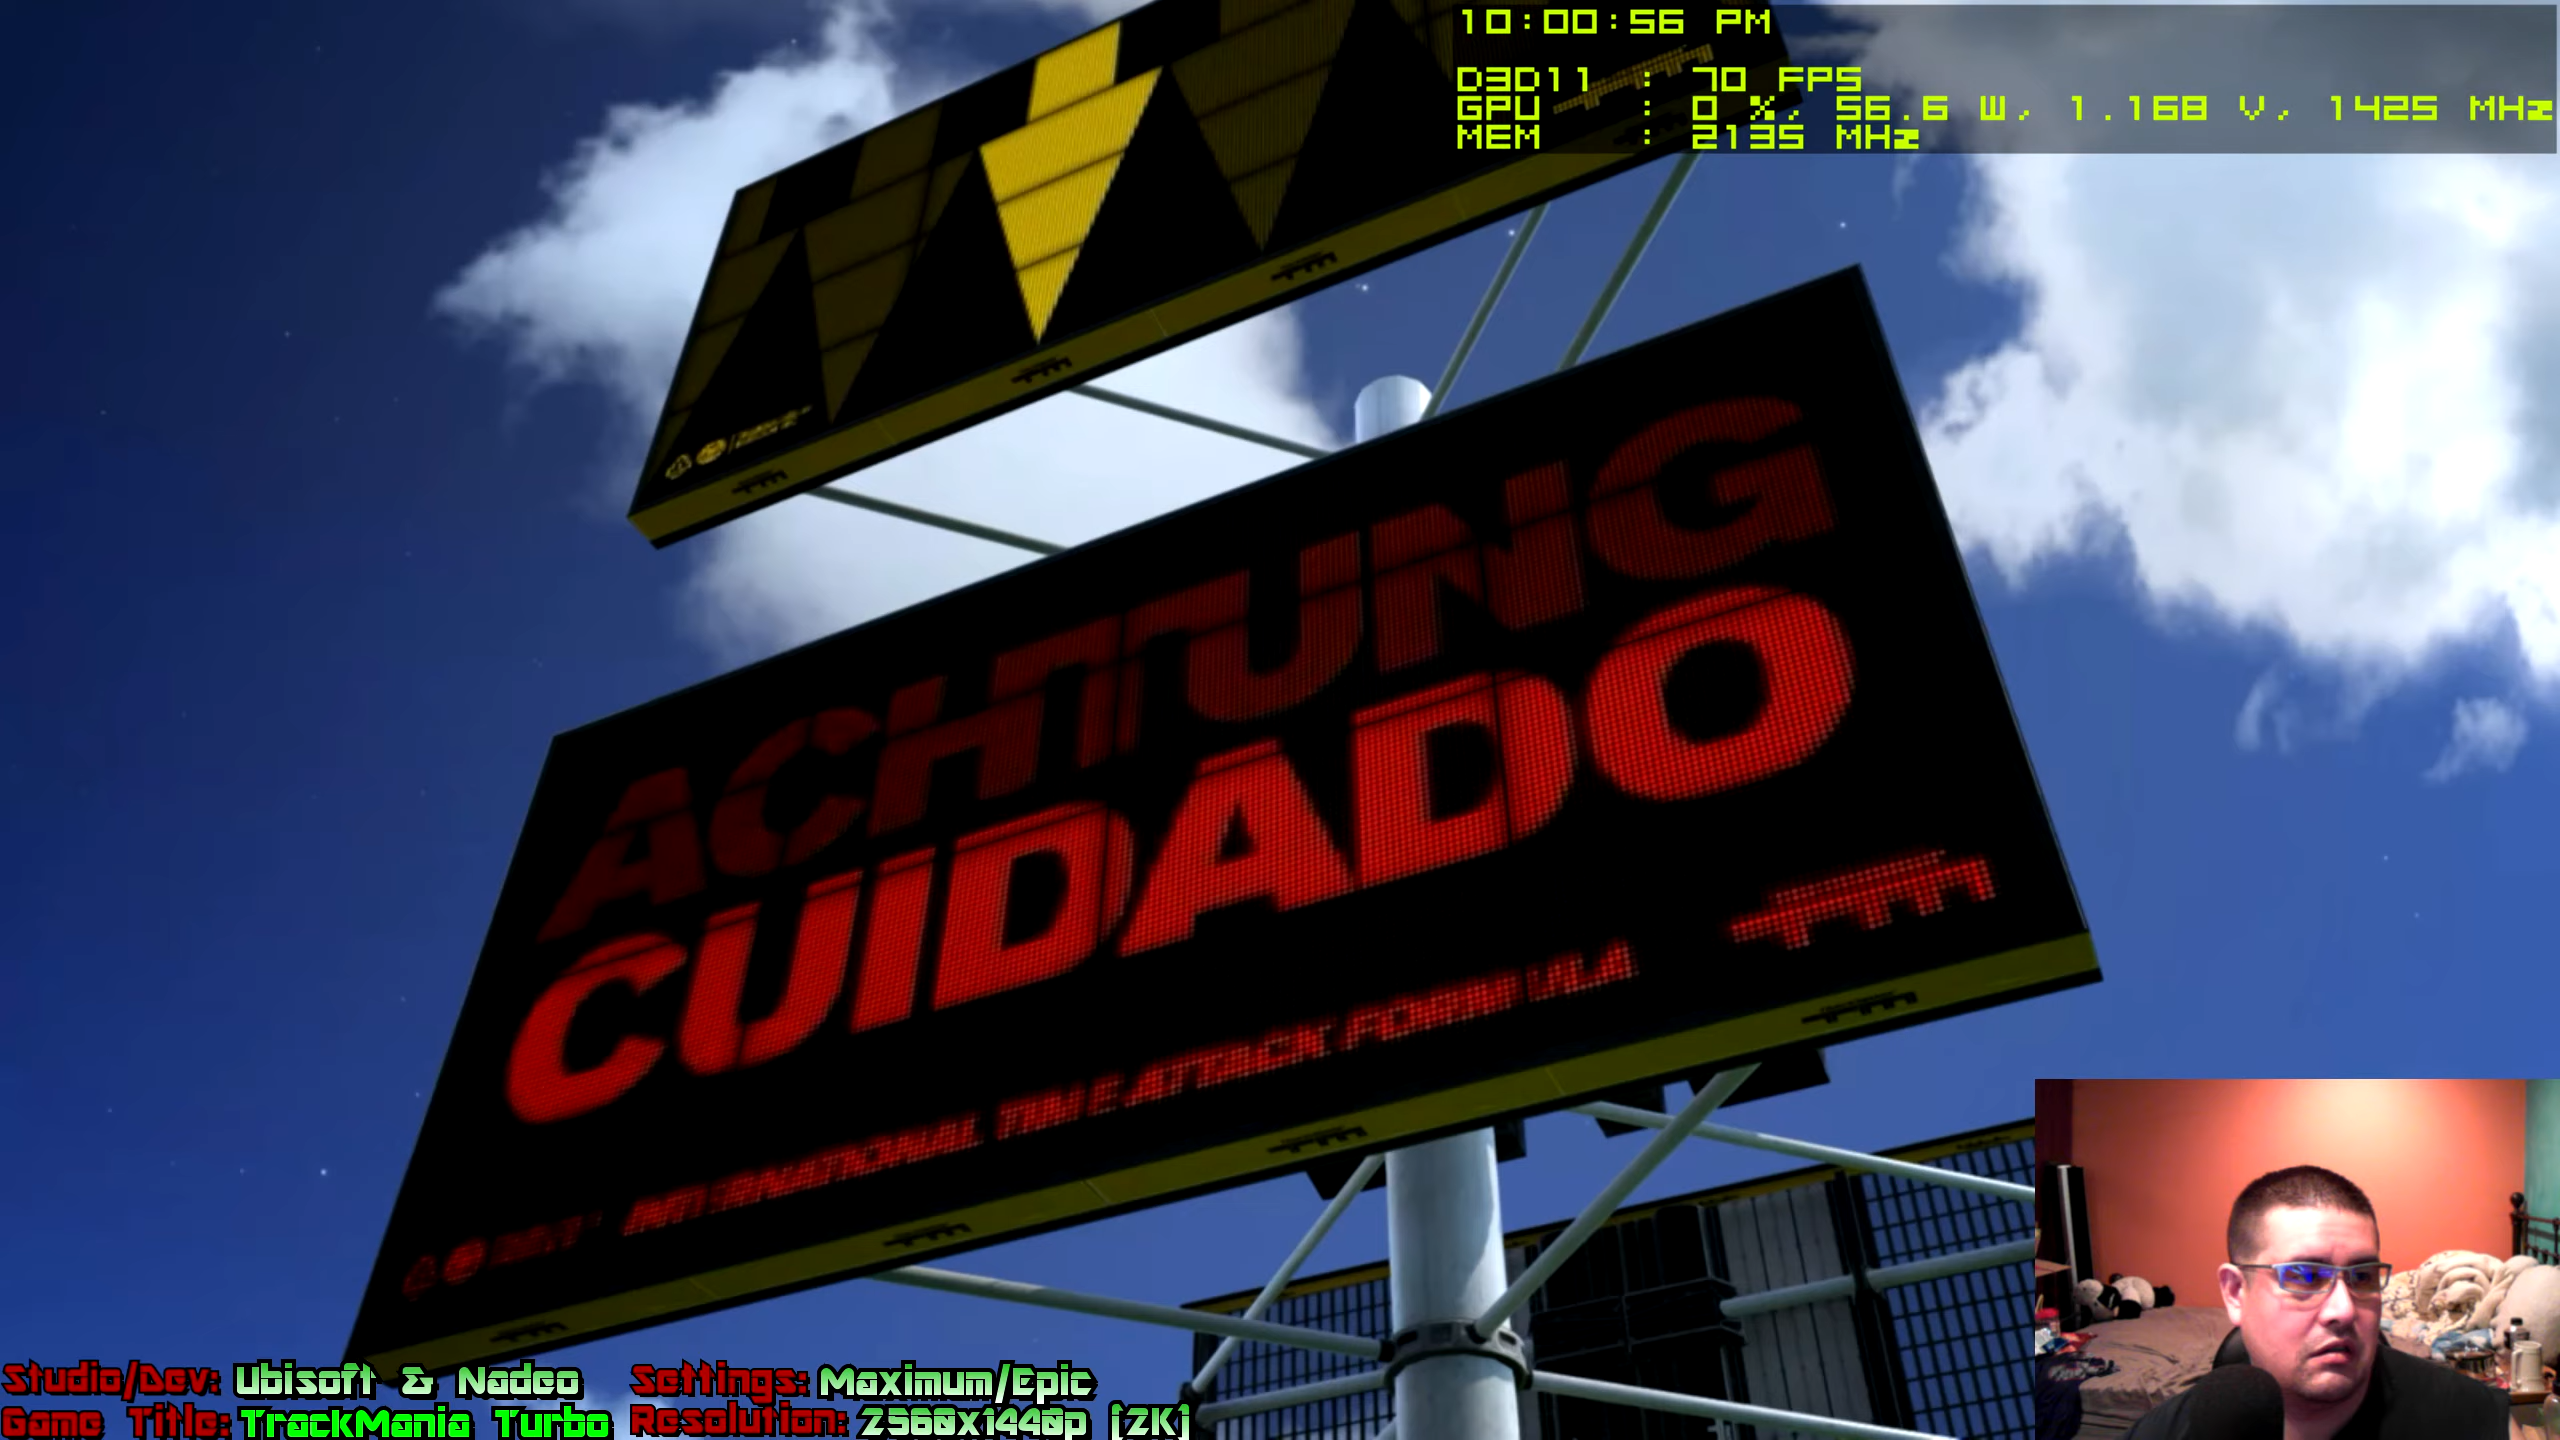 10:00:56 PM
D3D11 : 70 FPS
GPU : 0 %, 56.6 W, 1.168 V, 1425 MHz
MEM : 2135 MHz
ACHTUNG
CUIDADO
INTERNATIONAL TIME ATTACK FORMULA
Studio/Dev: Ubisoft & Nadeo Settings: Maximum/Epic
Game Title: TrackMania Turbo Resolution: 2560x1440p [2K]